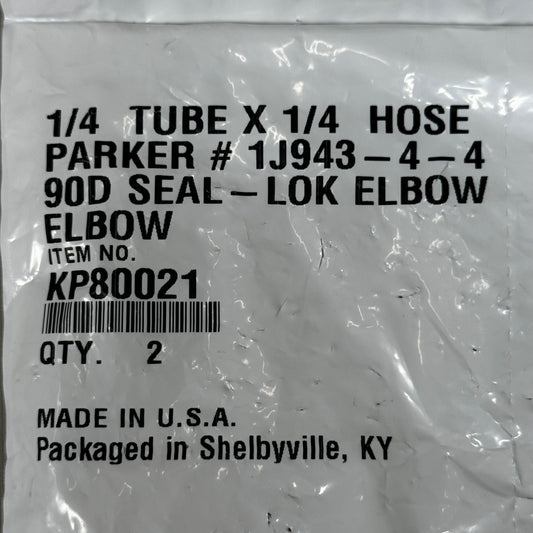 1/4 TUBE X 1/4 HOSE
PARKER # 1J943-4-4
90D SEAL-LOK ELBOW
ELBOW
ITEM NO.
KP80021
QTY. 2
MADE IN U.S.A.
Packaged in Shelbyville, KY